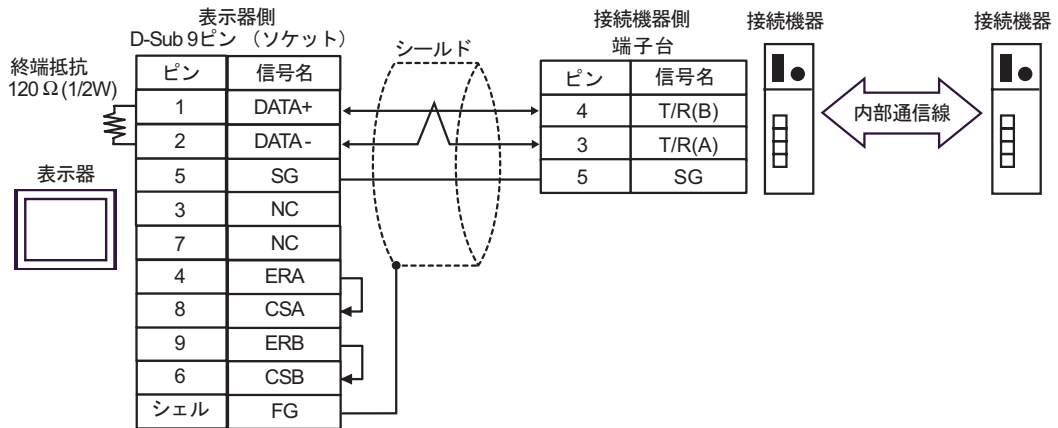 表示器側
D-Sub 9ピン （ソケット）
終端抵抗
120 Ω (1/2W)
ピン 信号名
1 DATA+
2 DATA-
5 SG
3 NC
7 NC
4 ERA
8 CSA
9 ERB
6 CSB
シェル FG
表示器
シールド
接続機器側
端子台
ピン 信号名
4 T/R(B)
3 T/R(A)
5 SG
接続機器
内部通信線
接続機器